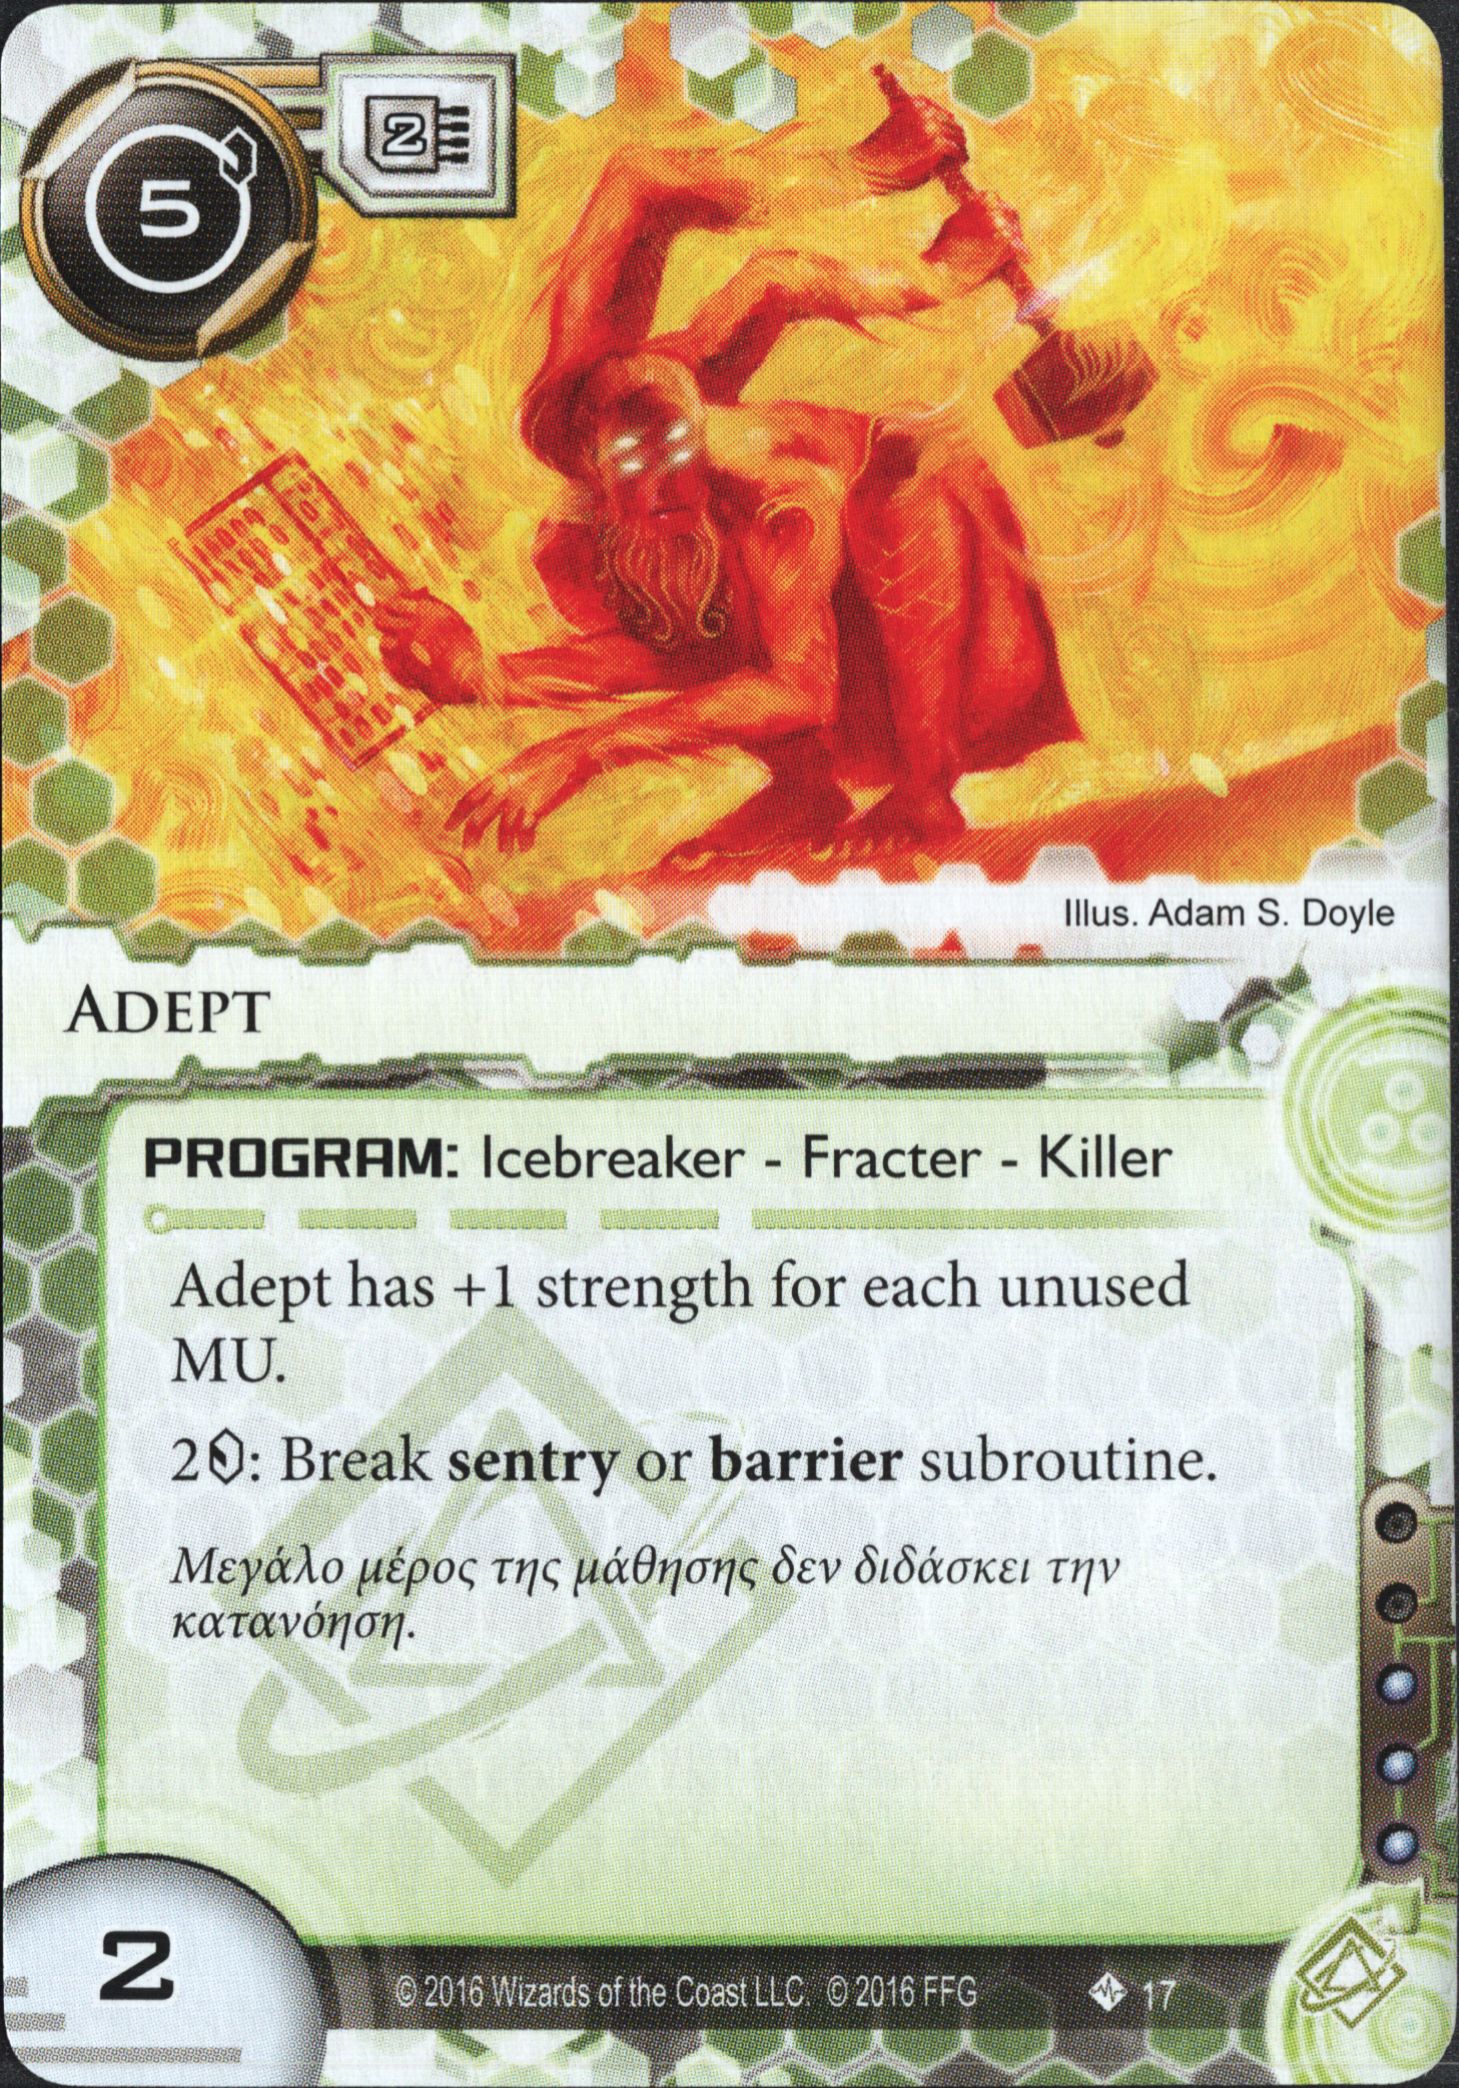 5
2
Illus. Adam S. Doyle
ADEPT
PROGRAM: Icebreaker - Fracter - Killer
Adept has +1 strength for each unused
MU.
2: Break sentry or barrier subroutine.
Μεγάλο μέρος της μάθησης δεν διδάσκει την
κατανόηση.
2
© 2016 Wizards of the Coast LLC. © 2016 FFG
17